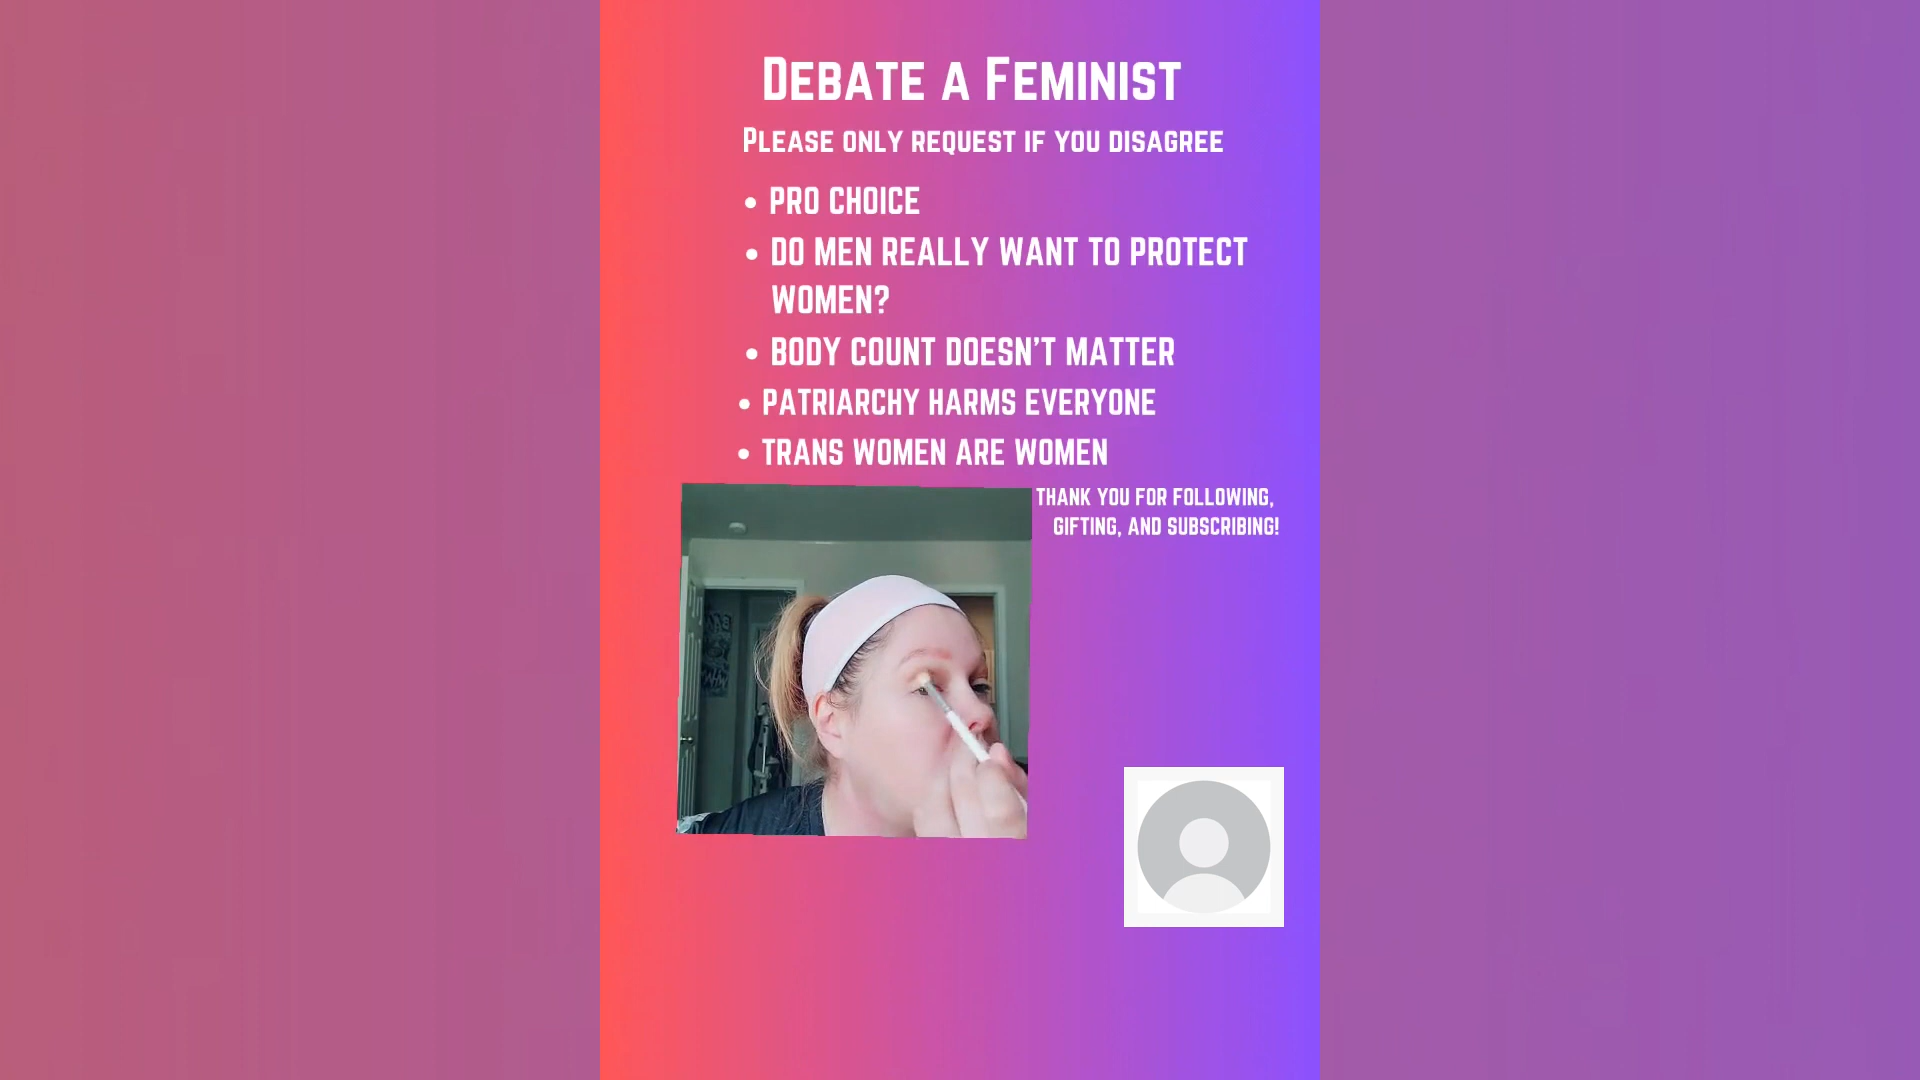 Debate a Feminist
Please only request if you disagree
• PRO CHOICE
• DO MEN REALLY WANT TO PROTECT
WOMEN?
• BODY COUNT DOESN'T MATTER
• PATRIARCHY HARMS EVERYONE
• TRANS WOMEN ARE WOMEN
THANK YOU FOR FOLLOWING,
GIFTING, AND SUBSCRIBING!